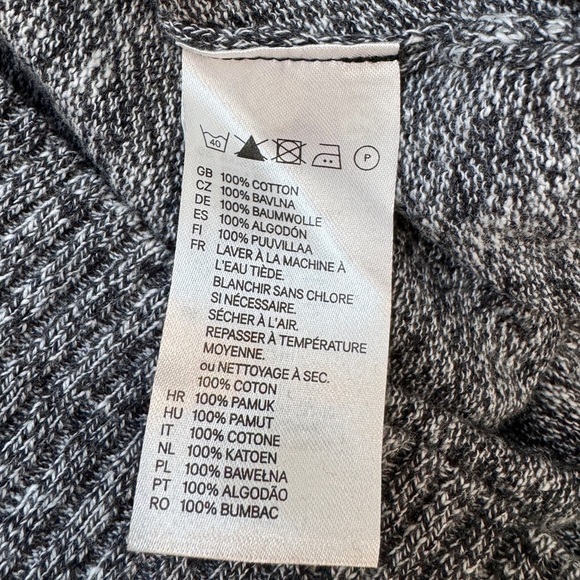 40
P
GB 100% COTTON
CZ 100% BAVLNA
DE 100% BAUMWOLLE
ES 100% ALGODÓN
FI 100% PUUVILLAA
FR LAVER À LA MACHINE À
L'EAU TIÈDE.
BLANCHIR SANS CHLORE
SI NÉCESSAIRE.
SÉCHER À L'AIR.
REPASSER À TEMPÉRATURE
MOYENNE.
ou NETTOYAGE À SEC.
100% COTON
HR 100% PAMUK
HU 100% PAMUT
IT 100% COTONE
NL 100% KATOEN
PL 100% BAWEŁNA
PT 100% ALGODÃO
RO 100% BUMBAC